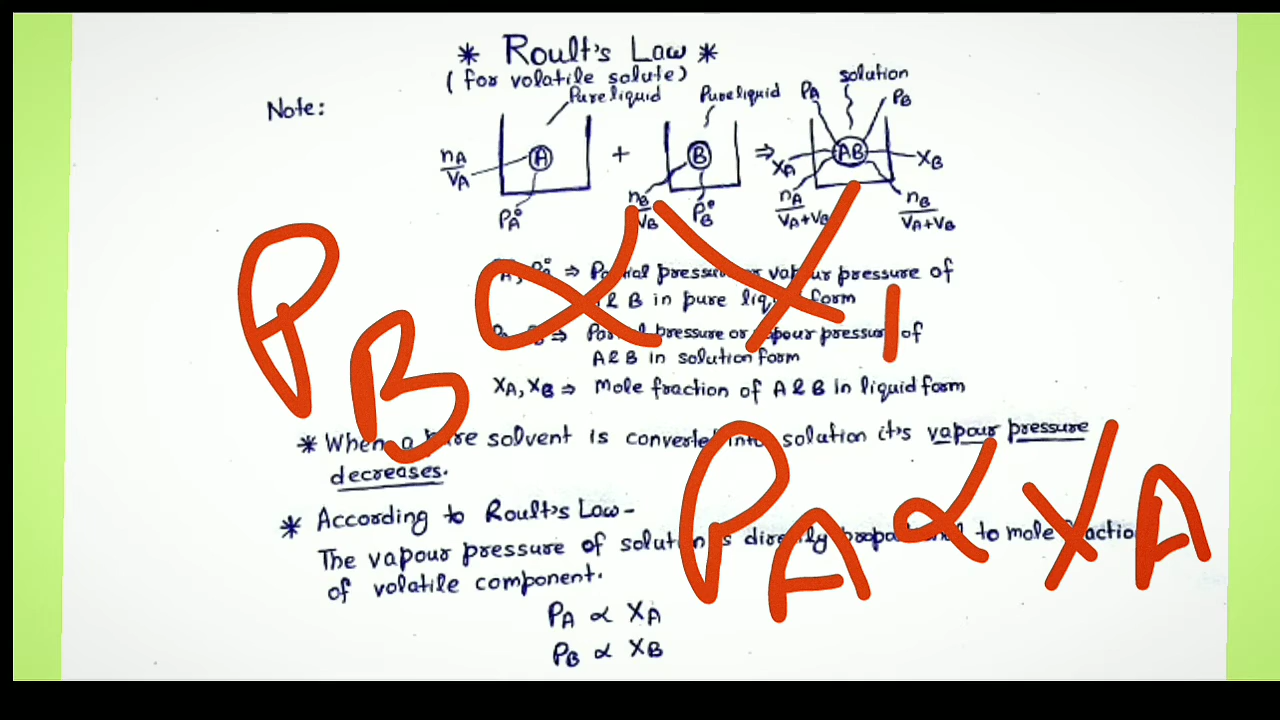 * Roult's Law *
(for volatile solute)
Note:
Pure liquid
Pure liquid
solution
PA
PB
A
+
B
⇒
AB
nA/VA
XA
XB
PA°
nB/VB
PB°
nA/VA+VB
nB/VA+VB
PB° ⇒ Partial pressure or vapour pressure of
& B in pure liquid form
⇒ Partial pressure or vapour pressure of
A & B in solution form
XA, XB ⇒ Mole fraction of A & B in liquid form
* When a pure solvent is converted into solution it's vapour pressure
decreases.
* According to Roult's Law -
The vapour pressure of solution is directly proportional to mole fraction
of volatile component.
PA ∝ XA
PB ∝ XB
PB ∝ X1
PA ∝ XA